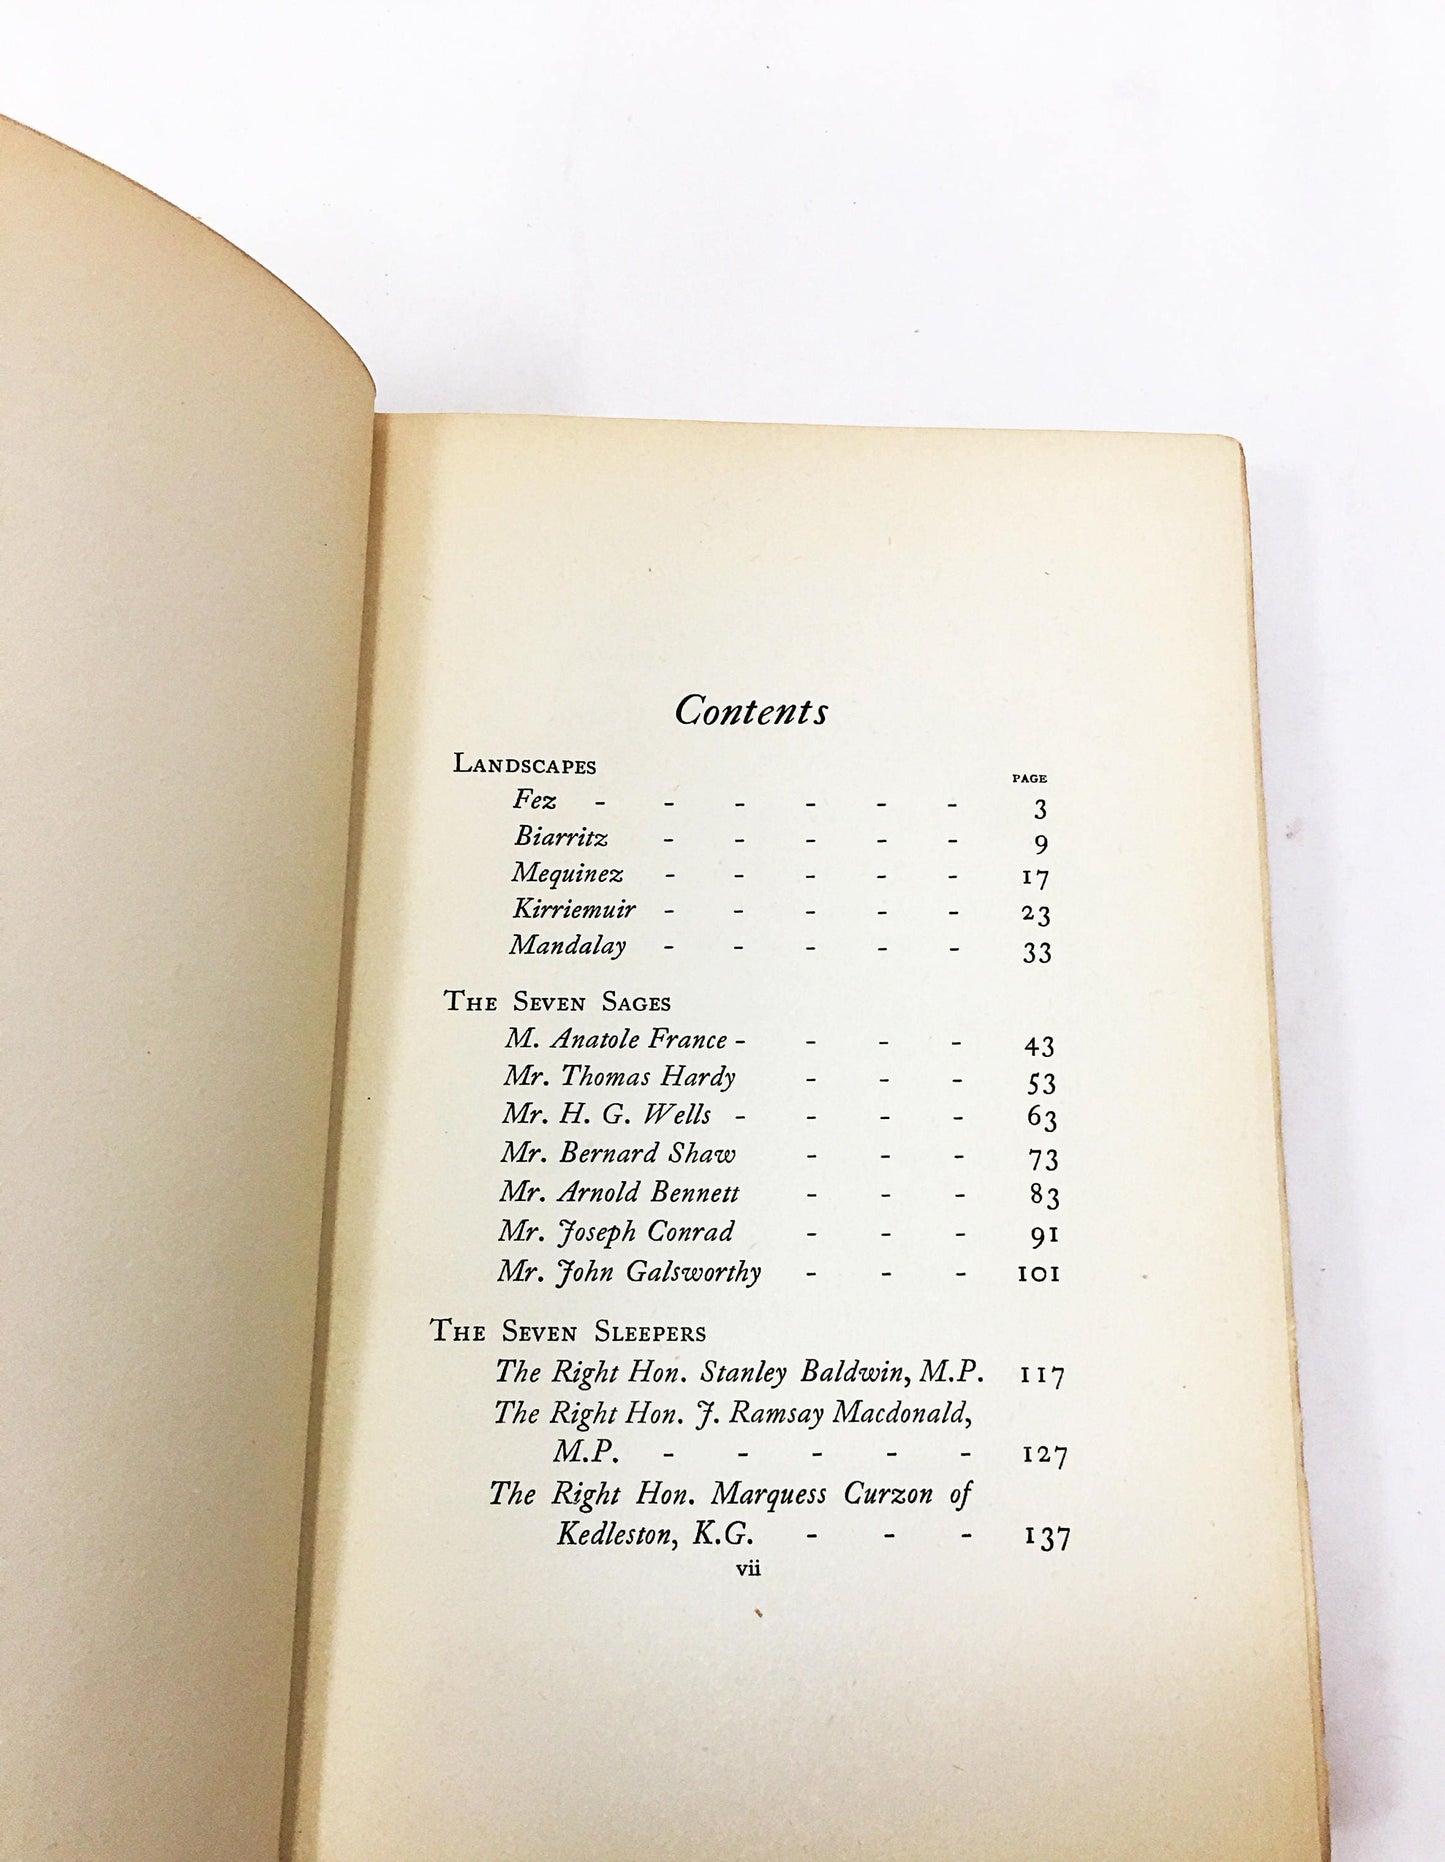 Contents
LANDSCAPES PAGE
Fez - - - - - - 3
Biarritz - - - - - 9
Mequinez - - - - - 17
Kirriemuir - - - - - 23
Mandalay - - - - - 33
THE SEVEN SAGES
M. Anatole France - - - - 43
Mr. Thomas Hardy - - - 53
Mr. H. G. Wells - - - - 63
Mr. Bernard Shaw - - - 73
Mr. Arnold Bennett - - - 83
Mr. Joseph Conrad - - - 91
Mr. John Galsworthy - - - 101
THE SEVEN SLEEPERS
The Right Hon. Stanley Baldwin, M.P. 117
The Right Hon. J. Ramsay Macdonald,
M.P. - - - - - 127
The Right Hon. Marquess Curzon of
Kedleston, K.G. - - - 137
vii